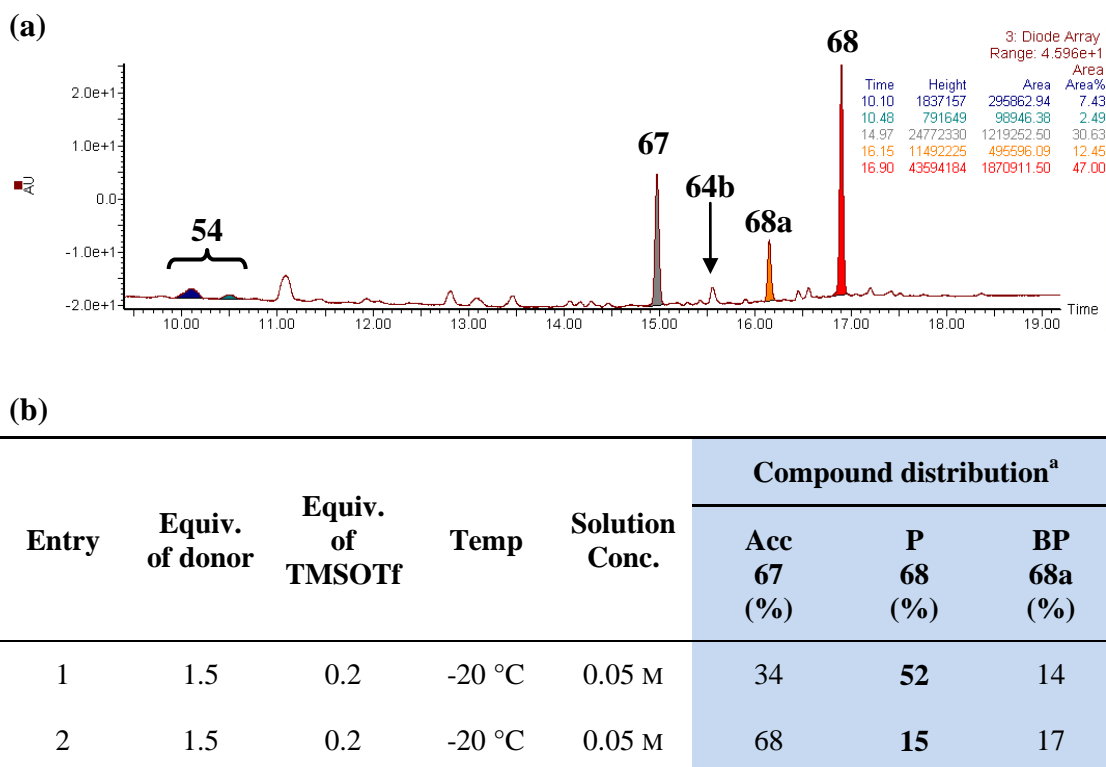 (a)
68
3: Diode Array
Range: 4.596e+1
Area
Time Height Area Area%
10.10 1837157 295862.94 7.43
10.48 791649 98946.38 2.49
14.97 24772330 1219252.50 30.63
16.15 11492225 495596.09 12.45
16.90 43594184 1870911.50 47.00
2.0e+1
1.0e+1
67
64b
AU
0.0
68a
54
-1.0e+1
-2.0e+1
Time
10.00 11.00 12.00 13.00 14.00 15.00 16.00 17.00 18.00 19.00
(b)
Entry Equiv. of donor Equiv. of TMSOTf Temp Solution Conc. Compound distributionᵃ
Acc 67 (%) P 68 (%) BP 68a (%)
1 1.5 0.2 -20 °C 0.05 M 34 52 14
2 1.5 0.2 -20 °C 0.05 M 68 15 17